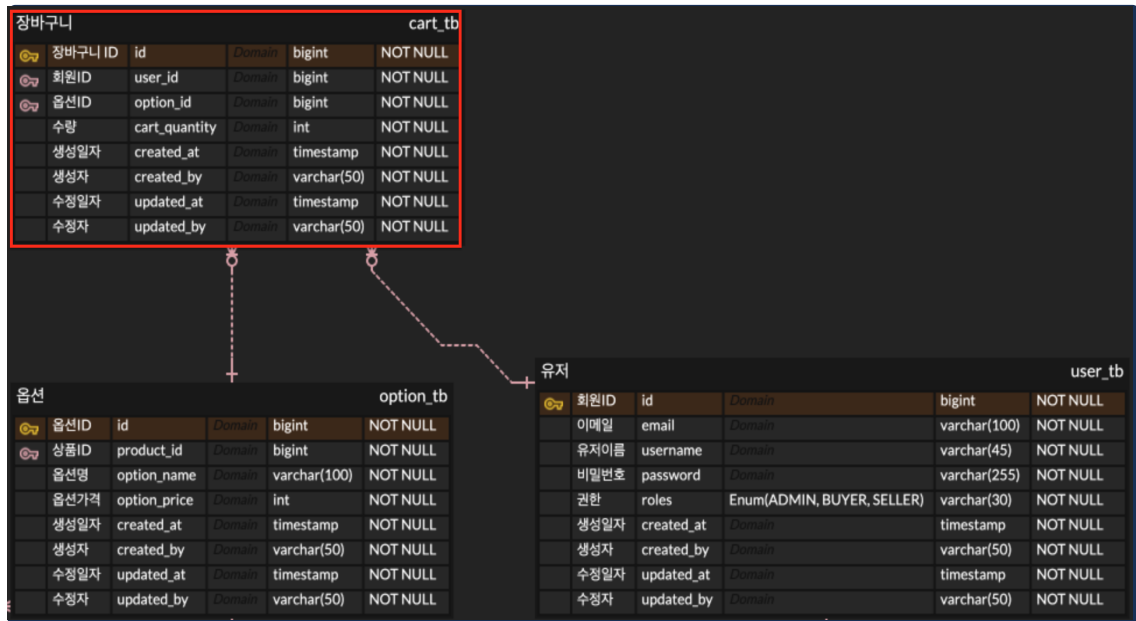 장바구니 cart_tb
장바구니 ID id Domain bigint NOT NULL
회원ID user_id Domain bigint NOT NULL
옵션ID option_id Domain bigint NOT NULL
수량 cart_quantity Domain int NOT NULL
생성일자 created_at Domain timestamp NOT NULL
생성자 created_by Domain varchar(50) NOT NULL
수정일자 updated_at Domain timestamp NOT NULL
수정자 updated_by Domain varchar(50) NOT NULL
옵션 option_tb
옵션ID id Domain bigint NOT NULL
상품ID product_id Domain bigint NOT NULL
옵션명 option_name Domain varchar(100) NOT NULL
옵션가격 option_price Domain int NOT NULL
생성일자 created_at Domain timestamp NOT NULL
생성자 created_by Domain varchar(50) NOT NULL
수정일자 updated_at Domain timestamp NOT NULL
수정자 updated_by Domain varchar(50) NOT NULL
유저 user_tb
회원ID id Domain bigint NOT NULL
이메일 email Domain varchar(100) NOT NULL
유저이름 username Domain varchar(45) NOT NULL
비밀번호 password Domain varchar(255) NOT NULL
권한 roles Enum(ADMIN, BUYER, SELLER) varchar(30) NOT NULL
생성일자 created_at Domain timestamp NOT NULL
생성자 created_by Domain varchar(50) NOT NULL
수정일자 updated_at Domain timestamp NOT NULL
수정자 updated_by Domain varchar(50) NOT NULL